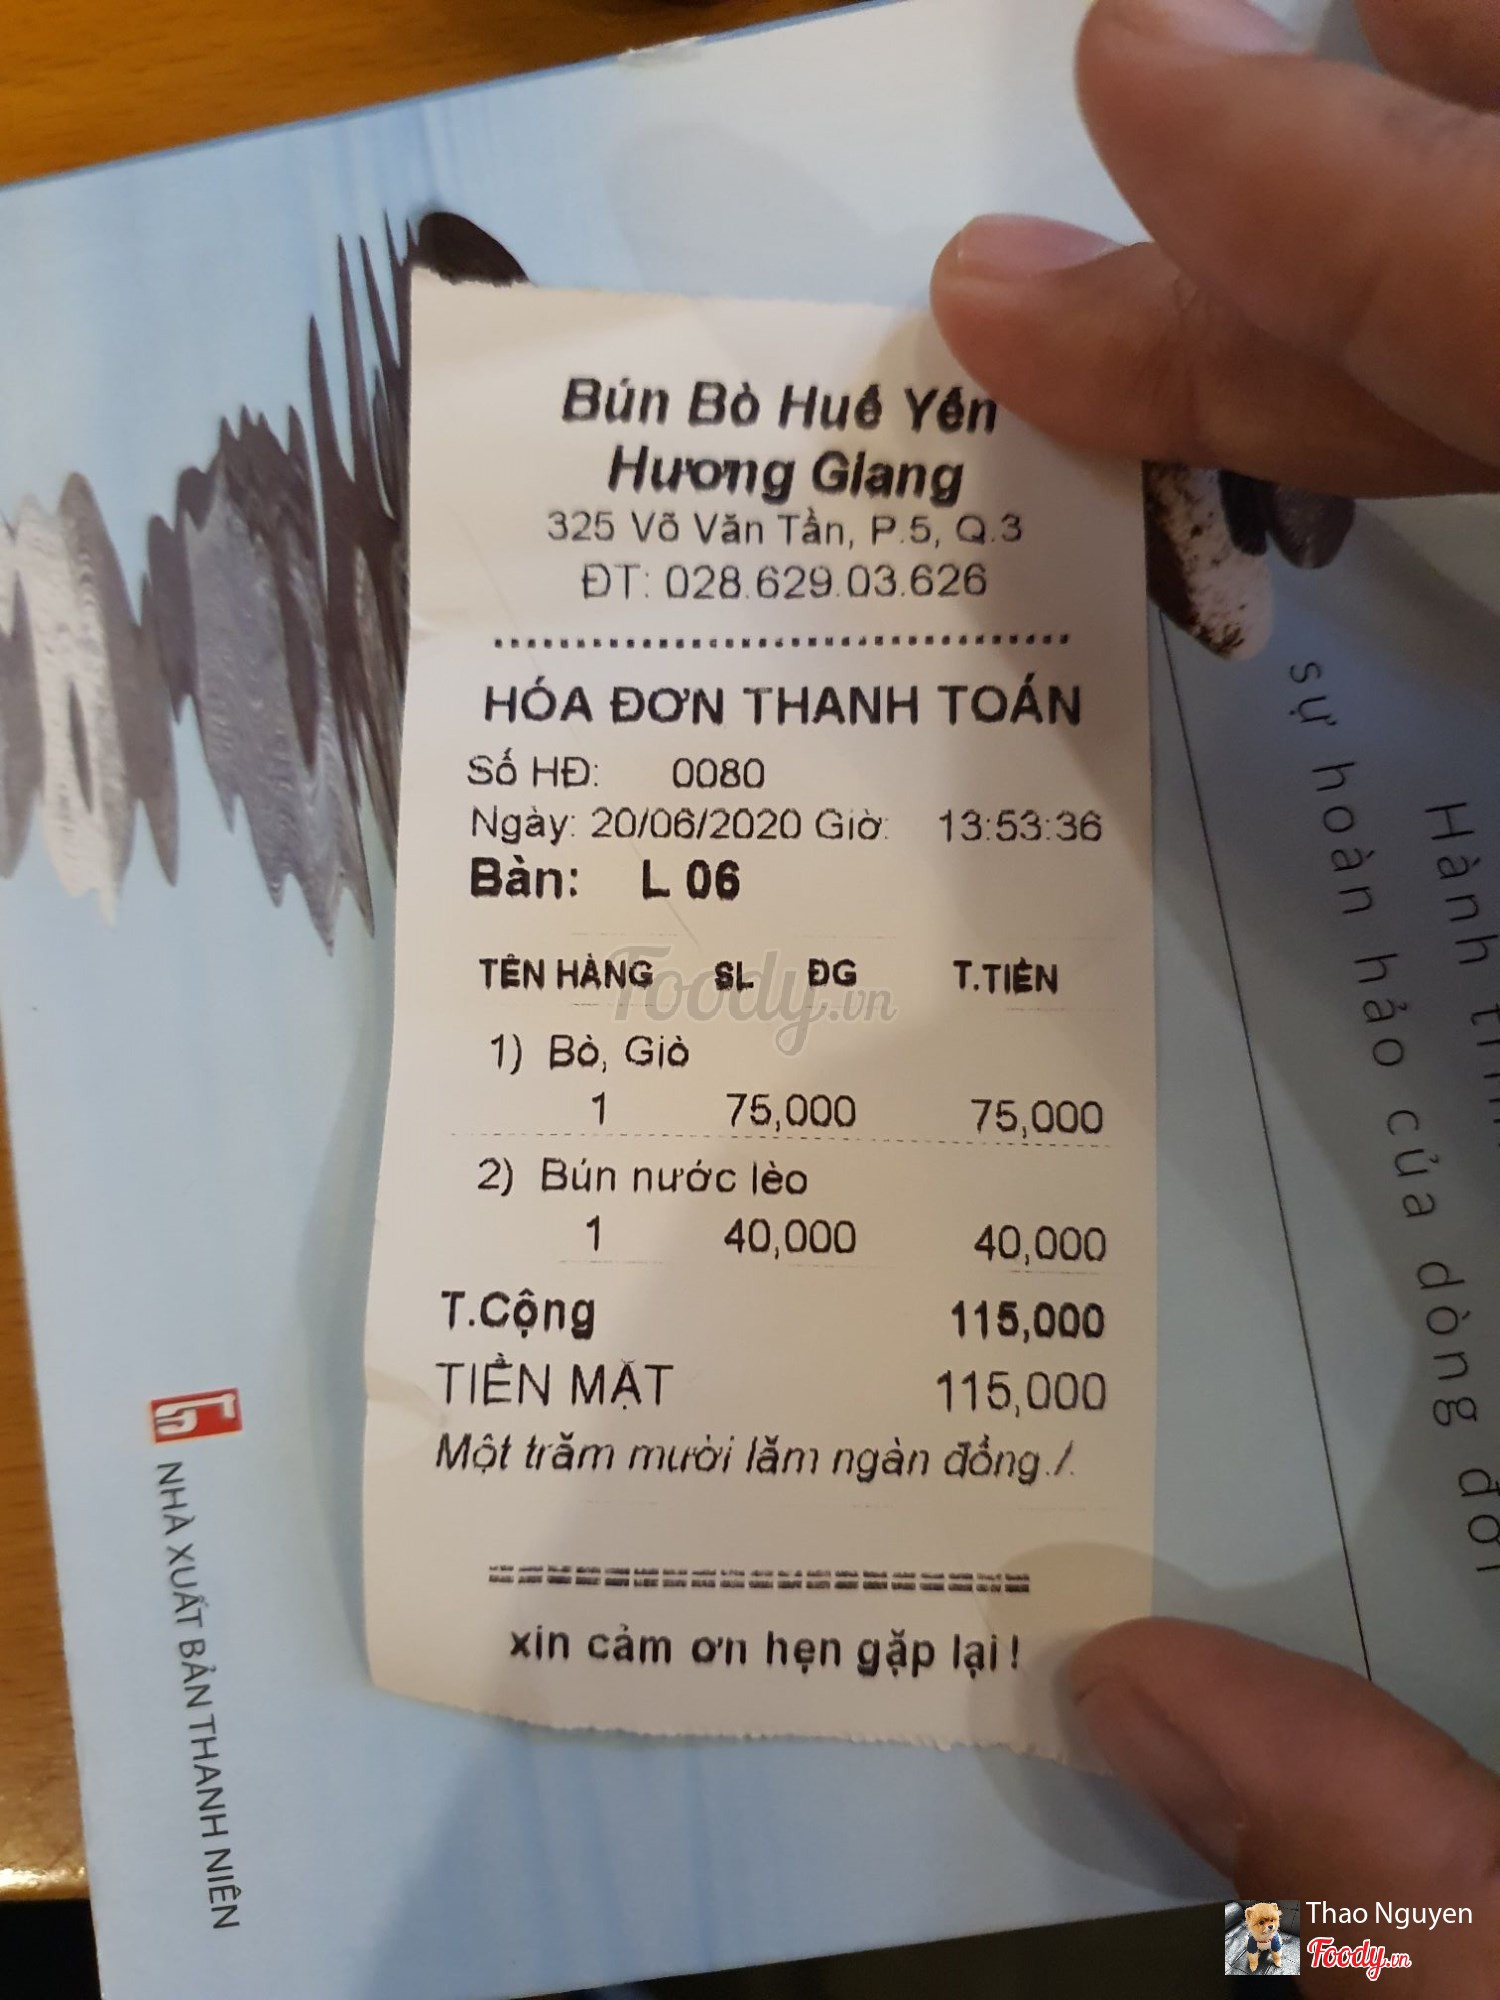 Bún Bò Huế Yến
Hương Giang
325 Võ Văn Tần, P.5, Q.3
ĐT: 028.629.03.626
HÓA ĐƠN THANH TOÁN
Số HĐ: 0080
Ngày: 20/06/2020 Giờ: 13:53:36
Bàn: L 06
TÊN HÀNG SL ĐG T.TIỀN
1) Bò, Giò
1 75,000 75,000
2) Bún nước lèo
1 40,000 40,000
T.Cộng 115,000
TIỀN MẶT 115,000
Một trăm mười lăm ngàn đồng./.
xin cảm ơn hẹn gặp lại !
Foody.vn
NHÀ XUẤT BẢN THANH NIÊN
Hành
sự hoàn hảo của dòng đời
Thao Nguyen
Foody.vn